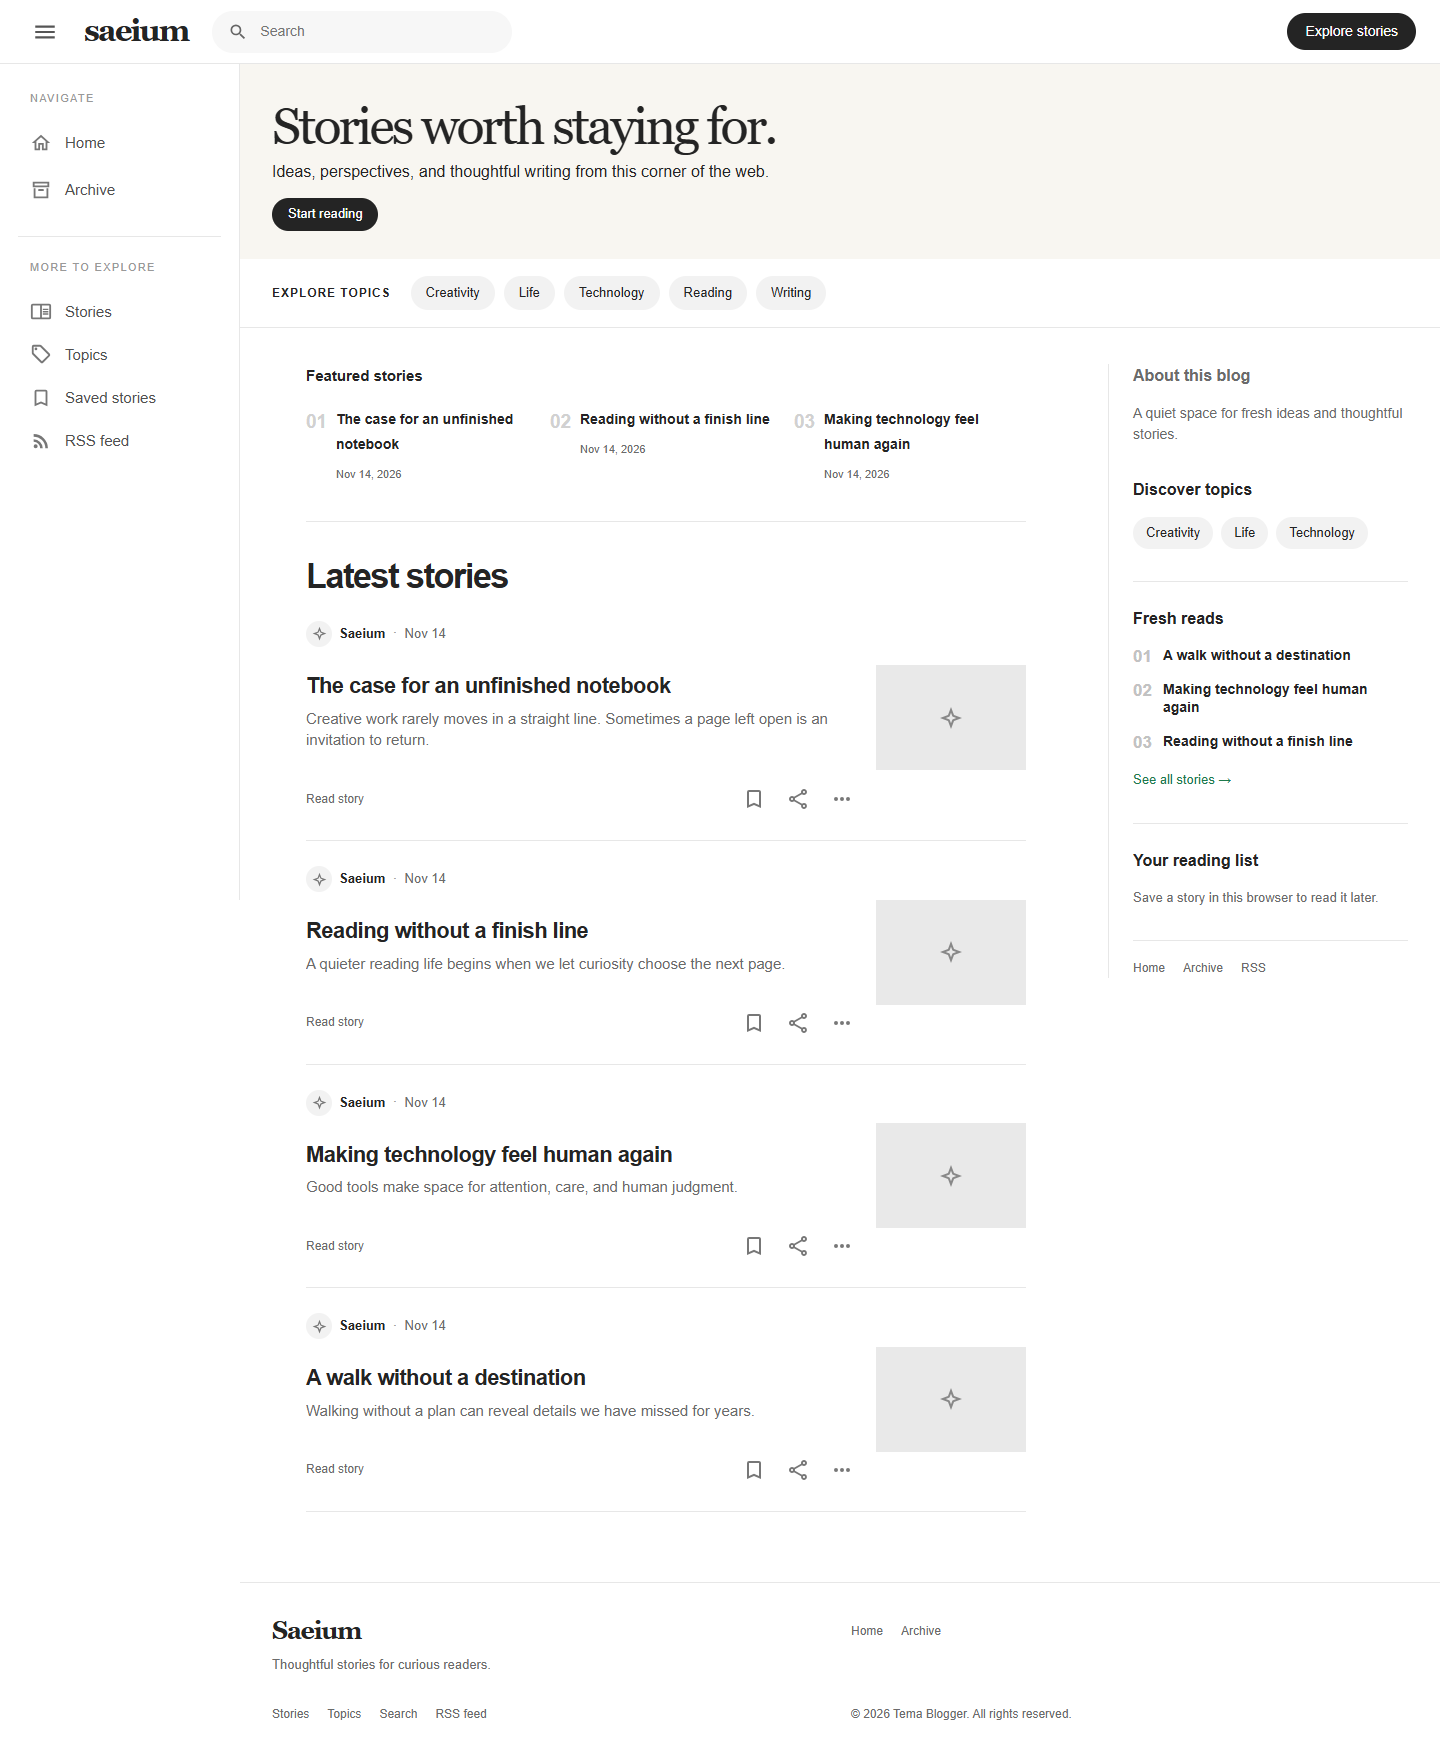 saeium
Search
Explore stories
NAVIGATE
Home
Archive
MORE TO EXPLORE
Stories
Topics
Saved stories
RSS feed
Stories worth staying for.
Ideas, perspectives, and thoughtful writing from this corner of the web.
Start reading
EXPLORE TOPICS
Creativity
Life
Technology
Reading
Writing
Featured stories
01
The case for an unfinished
notebook
Nov 14, 2026
02
Reading without a finish line
Nov 14, 2026
03
Making technology feel
human again
Nov 14, 2026
Latest stories
Saeium · Nov 14
The case for an unfinished notebook
Creative work rarely moves in a straight line. Sometimes a page left open is an
invitation to return.
Read story
Saeium · Nov 14
Reading without a finish line
A quieter reading life begins when we let curiosity choose the next page.
Read story
Saeium · Nov 14
Making technology feel human again
Good tools make space for attention, care, and human judgment.
Read story
Saeium · Nov 14
A walk without a destination
Walking without a plan can reveal details we have missed for years.
Read story
About this blog
A quiet space for fresh ideas and thoughtful
stories.
Discover topics
Creativity
Life
Technology
Fresh reads
01 A walk without a destination
02 Making technology feel human
again
03 Reading without a finish line
See all stories →
Your reading list
Save a story in this browser to read it later.
Home Archive RSS
Saeium
Thoughtful stories for curious readers.
Home Archive
Stories Topics Search RSS feed
© 2026 Tema Blogger. All rights reserved.